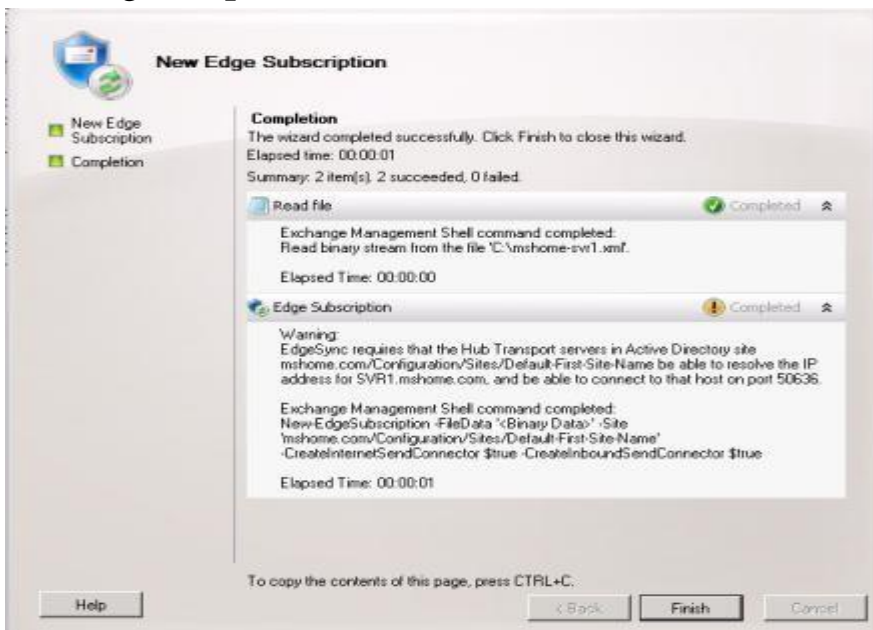 New Edge Subscription
New Edge
Subscription
Completion
Completion
The wizard completed successfully. Click Finish to close this wizard.
Elapsed time: 00:00:01
Summary: 2 item(s). 2 succeeded, 0 failed.
Read file
Completed
Exchange Management Shell command completed:
Read binary stream from the file 'C:\mshome-svr1.xml'.
Elapsed Time: 00:00:00
Edge Subscription
Completed
Warning:
EdgeSync requires that the Hub Transport servers in Active Directory site
mshome.com/Configuration/Sites/Default-First-Site-Name be able to resolve the IP
address for SVR1.mshome.com, and be able to connect to that host on port 50636.
Exchange Management Shell command completed:
New-EdgeSubscription -FileData '<Binary Data>' -Site
'mshome.com/Configuration/Sites/Default-First-Site-Name'
-CreateInternetSendConnector $true -CreateInboundSendConnector $true
Elapsed Time: 00:00:01
To copy the contents of this page, press CTRL+C.
Help
< Back
Finish
Cancel